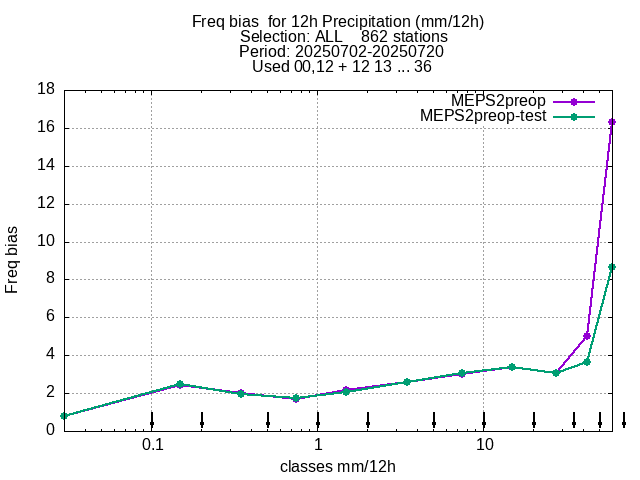 Freq bias  for 12h Precipitation (mm/12h)
Selection: ALL    862 stations
Period: 20250702-20250720
Used 00,12 + 12 13 ... 36
MEPS2preop
MEPS2preop-test
18
16
14
12
10
8
6
4
2
0
Freq bias
0.1
1
10
classes mm/12h